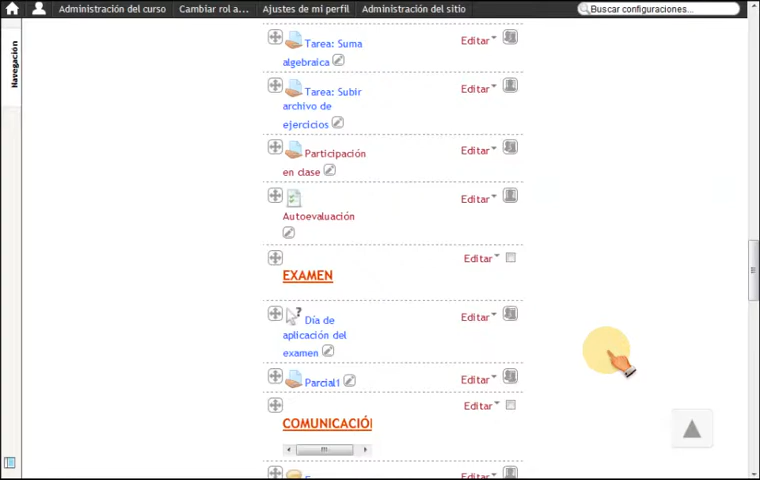 Administración del curso Cambiar rol a... Ajustes de mi perfil Administración del sitio Buscar configuraciones...
Navegación
Tarea: Suma Editar
algebraica
Tarea: Subir Editar
archivo de
ejercicios
Participación Editar
en clase
Editar
Autoevaluación
Editar
EXAMEN
Día de Editar
aplicación del
examen
Parcial1 Editar
Editar
COMUNICACIÓ
Editar